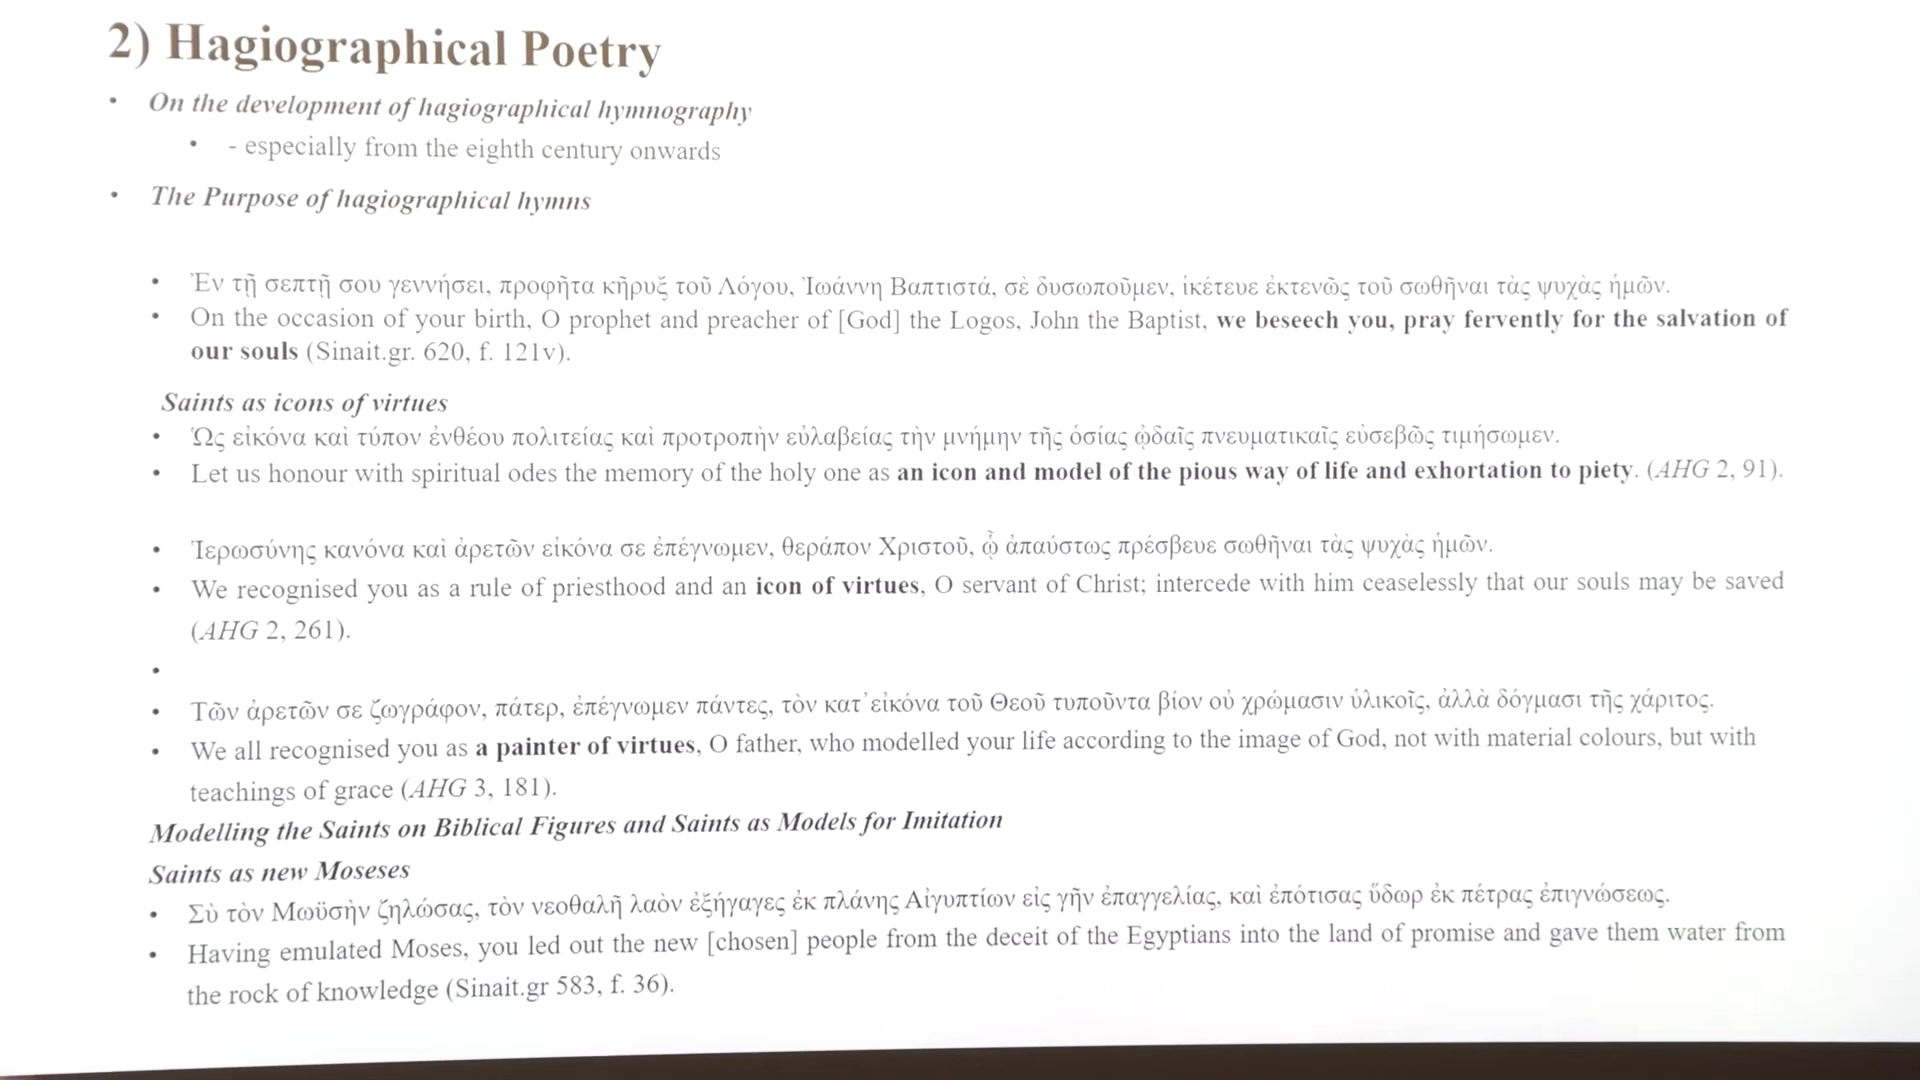 2) Hagiographical Poetry
• On the development of hagiographical hymnography
• - especially from the eighth century onwards
• The Purpose of hagiographical hymns
• Ἐν τῇ σεπτῇ σου γεννήσει, προφῆτα κῆρυξ τοῦ Λόγου, Ἰωάννη Βαπτιστά, σὲ δυσωποῦμεν, ἱκέτευε ἐκτενῶς τοῦ σωθῆναι τὰς ψυχὰς ἡμῶν.
• On the occasion of your birth, O prophet and preacher of [God] the Logos, John the Baptist, we beseech you, pray fervently for the salvation of
our souls (Sinait.gr. 620, f. 121v).
Saints as icons of virtues
• Ὡς εἰκόνα καὶ τύπον ἐνθέου πολιτείας καὶ προτροπὴν εὐλαβείας τὴν μνήμην τῆς ὁσίας ᾠδαῖς πνευματικαῖς εὐσεβῶς τιμήσωμεν.
• Let us honour with spiritual odes the memory of the holy one as an icon and model of the pious way of life and exhortation to piety. (AHG 2, 91).
• Ἱερωσύνης κανόνα καὶ ἀρετῶν εἰκόνα σε ἐπέγνωμεν, θεράπον Χριστοῦ, ᾧ ἀπαύστως πρέσβευε σωθῆναι τὰς ψυχὰς ἡμῶν.
• We recognised you as a rule of priesthood and an icon of virtues, O servant of Christ; intercede with him ceaselessly that our souls may be saved
(AHG 2, 261).
•
• Τῶν ἀρετῶν σε ζωγράφον, πάτερ, ἐπέγνωμεν πάντες, τὸν κατ᾽εἰκόνα τοῦ Θεοῦ τυποῦντα βίον οὐ χρώμασιν ὑλικοῖς, ἀλλὰ δόγμασι τῆς χάριτος.
• We all recognised you as a painter of virtues, O father, who modelled your life according to the image of God, not with material colours, but with
teachings of grace (AHG 3, 181).
Modelling the Saints on Biblical Figures and Saints as Models for Imitation
Saints as new Moseses
• Σὺ τὸν Μωϋσὴν ζηλώσας, τὸν νεοθαλῆ λαὸν ἐξήγαγες ἐκ πλάνης Αἰγυπτίων εἰς γῆν ἐπαγγελίας, καὶ ἐπότισας ὕδωρ ἐκ πέτρας ἐπιγνώσεως.
• Having emulated Moses, you led out the new [chosen] people from the deceit of the Egyptians into the land of promise and gave them water from
the rock of knowledge (Sinait.gr 583, f. 36).